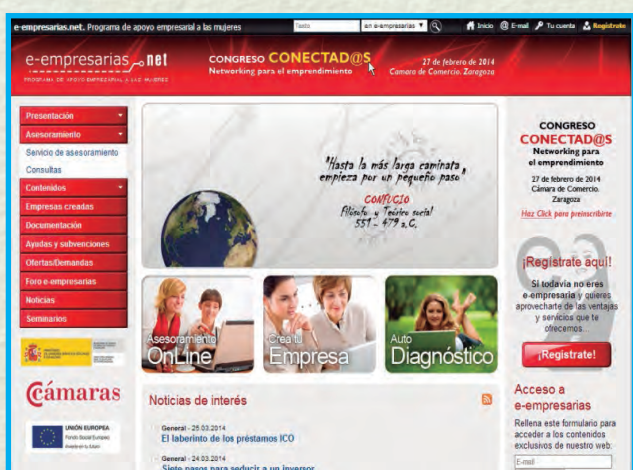 e-empresarias.net. Programa de apoyo empresarial a las mujeres
Texto
en e-empresarias
Inicio
E-mail
Tu cuenta
Registrate
e-empresarias.net
PROGRAMA DE APOYO EMPRESARIAL A LAS MUJERES
CONGRESO CONECTAD@S
Networking para el emprendimiento
27 de febrero de 2014
Camara de Comercio. Zaragoza
Presentación
Asesoramiento
Servicio de asesoramiento
Consultas
Contenidos
Empresas creadas
Documentación
Ayudas y subvenciones
Ofertas/Demandas
Foro e-empresarias
Noticias
Seminarios
Cámaras
UNIÓN EUROPEA
Fondo Social Europeo
"Hasta la más larga caminata
empieza por un pequeño paso"
CONFUCIO
Filósofo y Teórico social
551 - 479 a.C.
Asesoramiento
OnLine
Crea tu
Empresa
Auto
Diagnóstico
Noticias de interés
General - 25.03.2014
El laberinto de los préstamos ICO
General - 24.03.2014
Siete pasos para seducir a un inversor
CONGRESO
CONECTAD@S
Networking para
el emprendimiento
27 de febrero de 2014
Cámara de Comercio.
Zaragoza
Haz Click para preinscribirte
¡Regístrate aquí!
Si todavía no eres
e-empresaria y quieres
aprovecharte de las ventajas
y servicios que te
ofrecemos...
¡Registrate!
Acceso a
e-empresarias
Rellena este formulario para
acceder a los contenidos
exclusivos de nuestro web:
E-mail